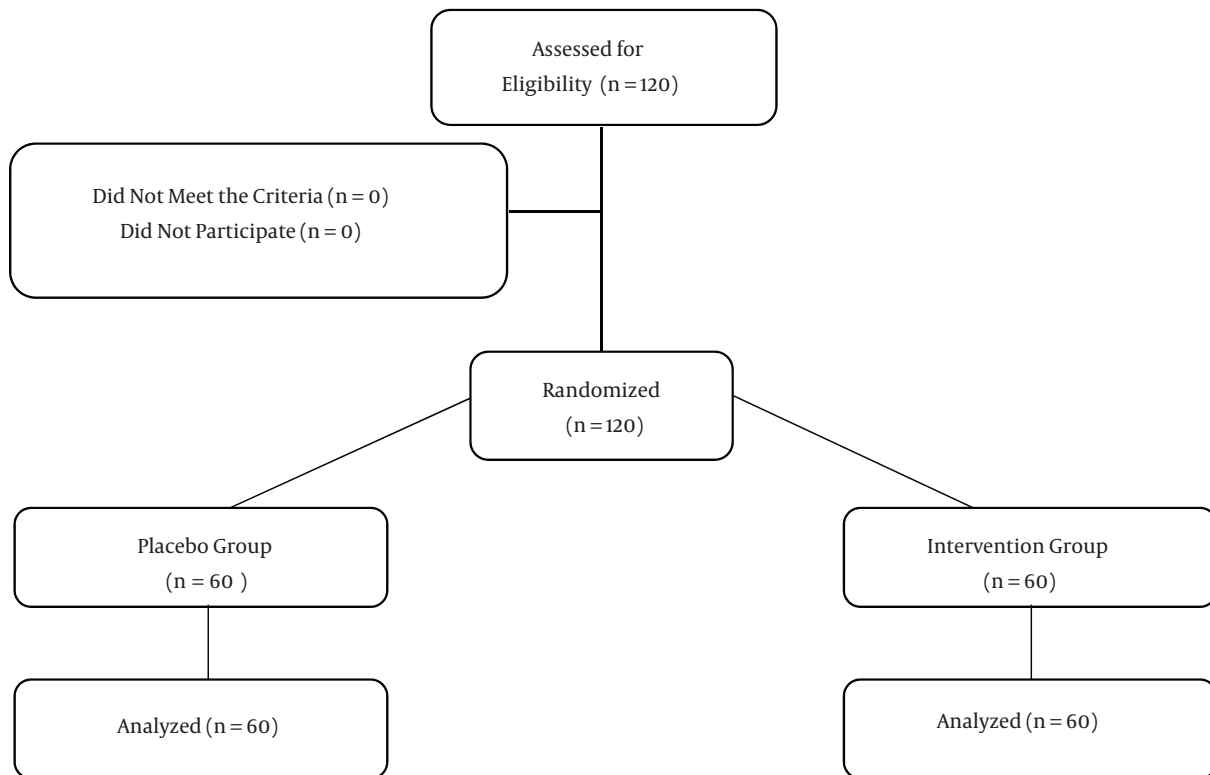 Assessed for
Eligibility (n = 120)
Did Not Meet the Criteria (n = 0)
Did Not Participate (n = 0)
Randomized
(n = 120)
Placebo Group
(n = 60 )
Intervention Group
(n = 60)
Analyzed (n = 60)
Analyzed (n = 60)